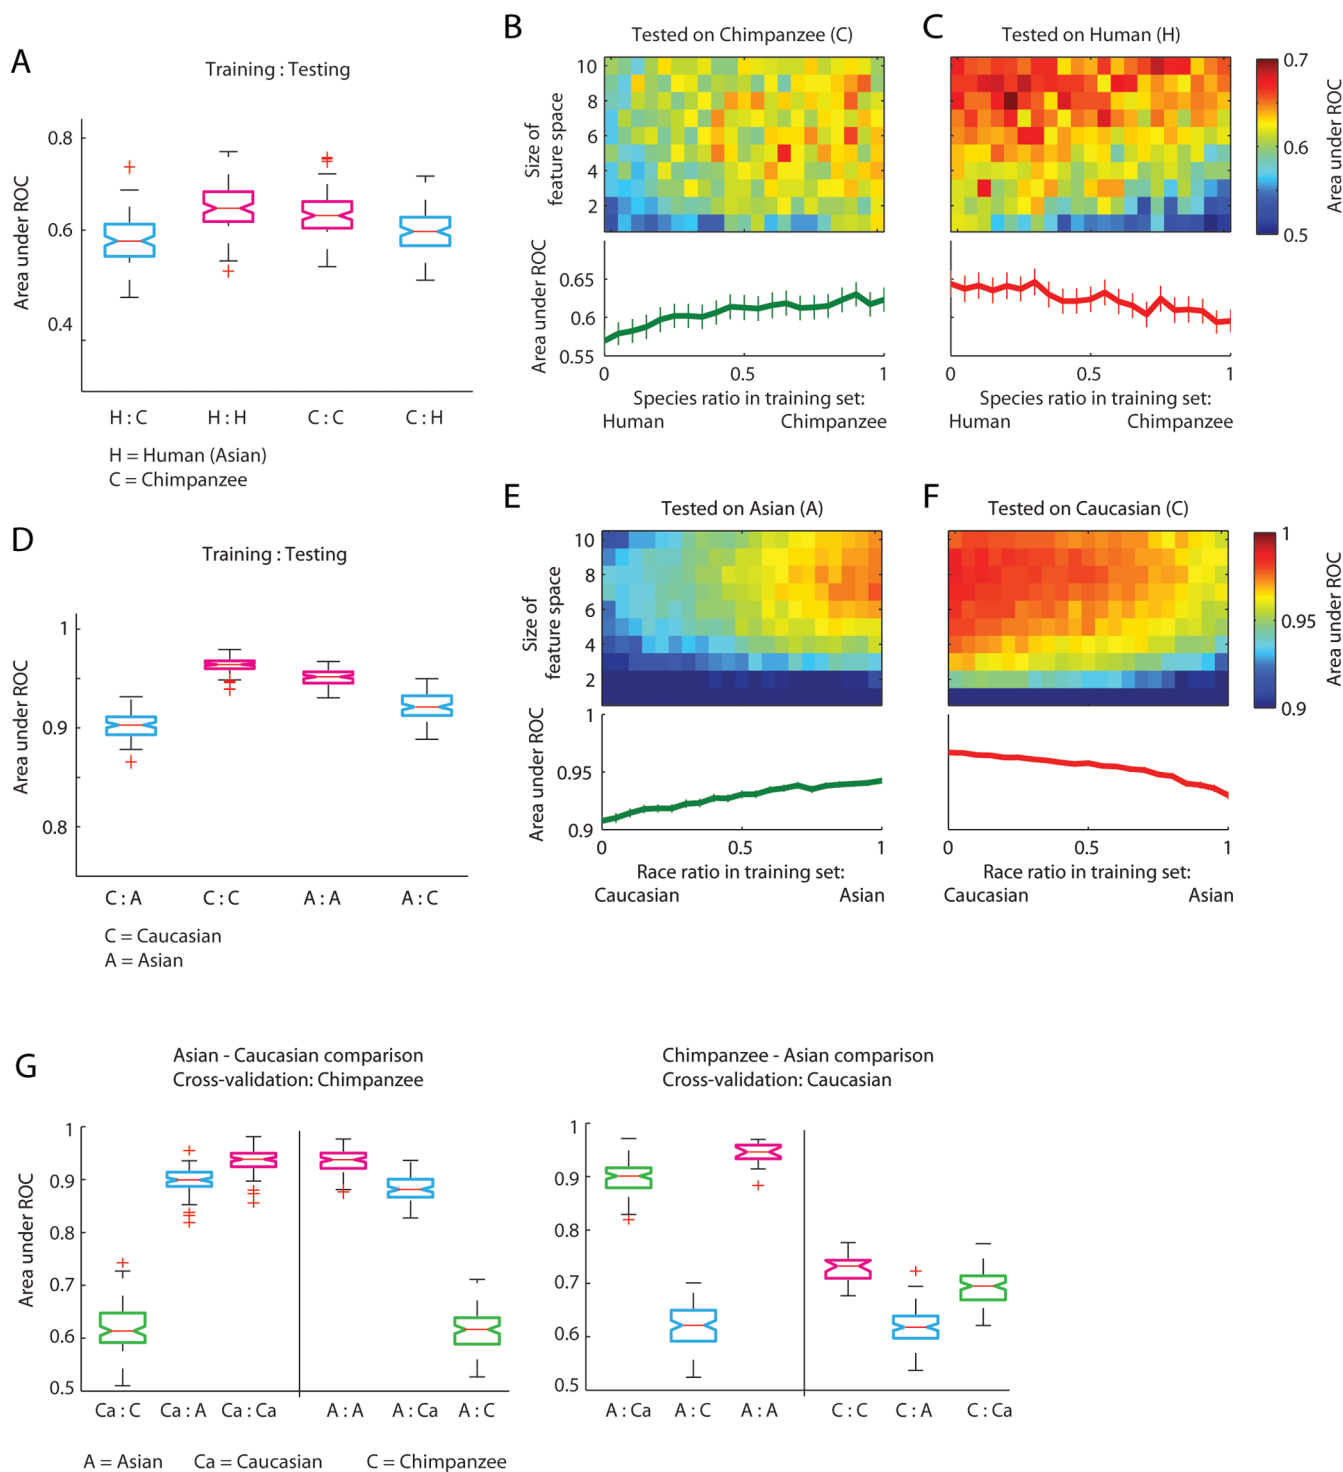 A
Training : Testing
Area under ROC
0.8
0.6
0.4
H : C
H : H
C : C
C : H
H = Human (Asian)
C = Chimpanzee
B
Tested on Chimpanzee (C)
Size of
feature space
10
8
6
4
2
Area under ROC
0.65
0.6
0.55
0
0.5
1
Species ratio in training set:
Human
Chimpanzee
C
Tested on Human (H)
0.7
0.6
0.5
Area under ROC
0
0.5
1
Species ratio in training set:
Human
Chimpanzee
D
Training : Testing
Area under ROC
1
0.9
0.8
C : A
C : C
A : A
A : C
C = Caucasian
A = Asian
E
Tested on Asian (A)
Size of
feature space
10
8
6
4
2
Area under ROC
1
0.95
0.9
0
0.5
1
Race ratio in training set:
Caucasian
Asian
F
Tested on Caucasian (C)
1
0.95
0.9
Area under ROC
0
0.5
1
Race ratio in training set:
Caucasian
Asian
G
Asian - Caucasian comparison
Cross-validation: Chimpanzee
Area under ROC
1
0.9
0.8
0.7
0.6
0.5
Ca : C
Ca : A
Ca : Ca
A : A
A : Ca
A : C
Chimpanzee - Asian comparison
Cross-validation: Caucasian
1
0.9
0.8
0.7
0.6
0.5
A : Ca
A : C
A : A
C : C
C : A
C : Ca
A = Asian
Ca = Caucasian
C = Chimpanzee